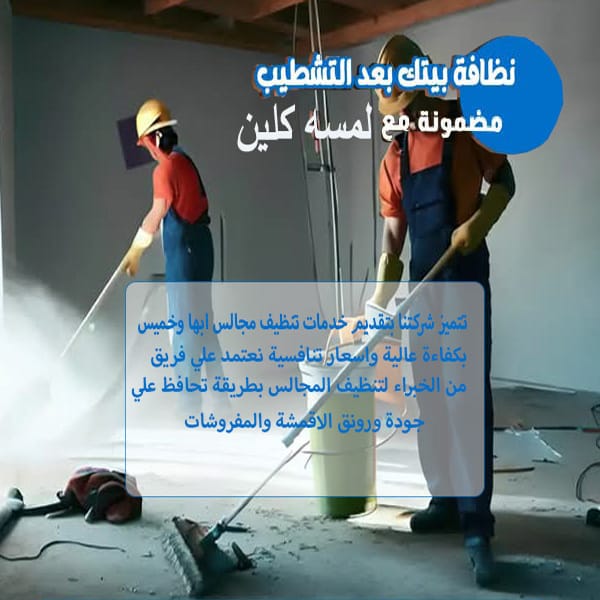 نظافة بيتك بعد التشطيب
مضمونة مع لمسه كلين
تتميز شركتنا بتقديم خدمات تنظيف مجالس ابها وخميس
بكفاءة عالية واسعار تنافسية نعتمد علي فريق
من الخبراء لتنظيف المجالس بطريقة تحافظ علي
جودة ورونق الاقمشة والمفروشات